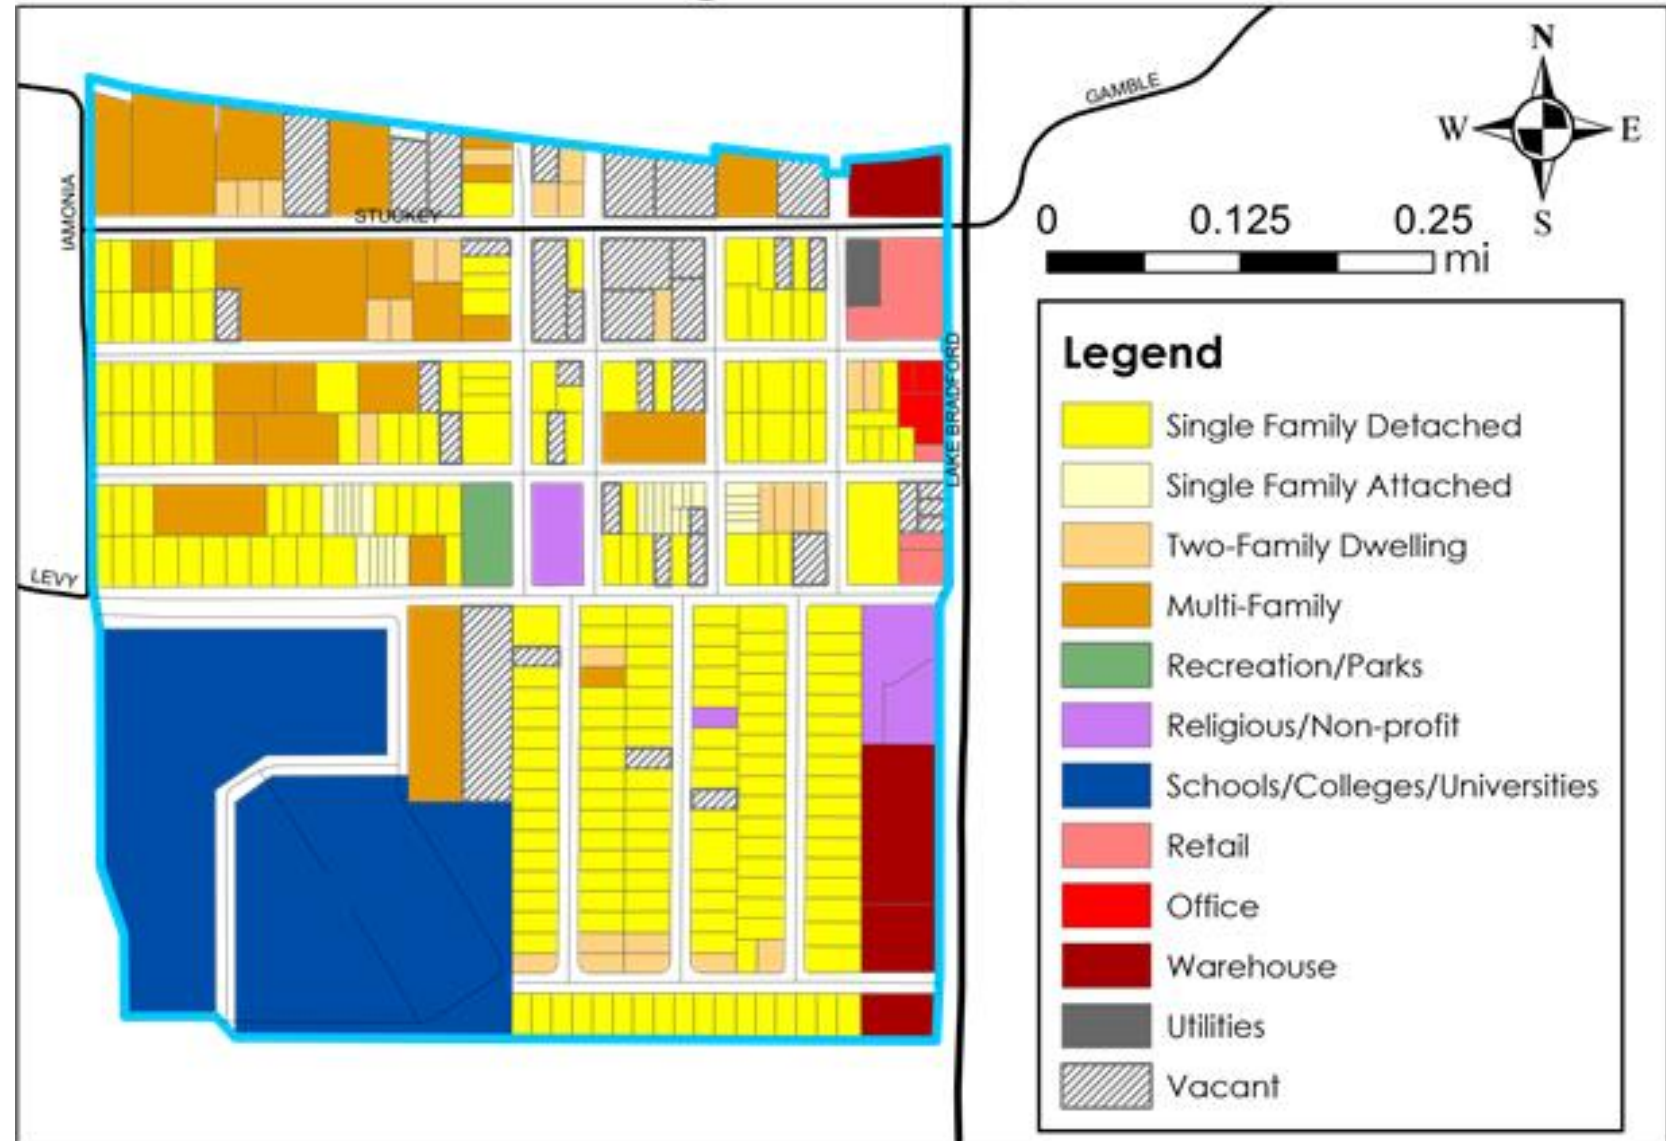 GAMBLE
N
W E
S
IAMONIA
STUCKEY
0 0.125 0.25
mi
LAKE BRADFORD
LEVY
Legend
Single Family Detached
Single Family Attached
Two-Family Dwelling
Multi-Family
Recreation/Parks
Religious/Non-profit
Schools/Colleges/Universities
Retail
Office
Warehouse
Utilities
Vacant